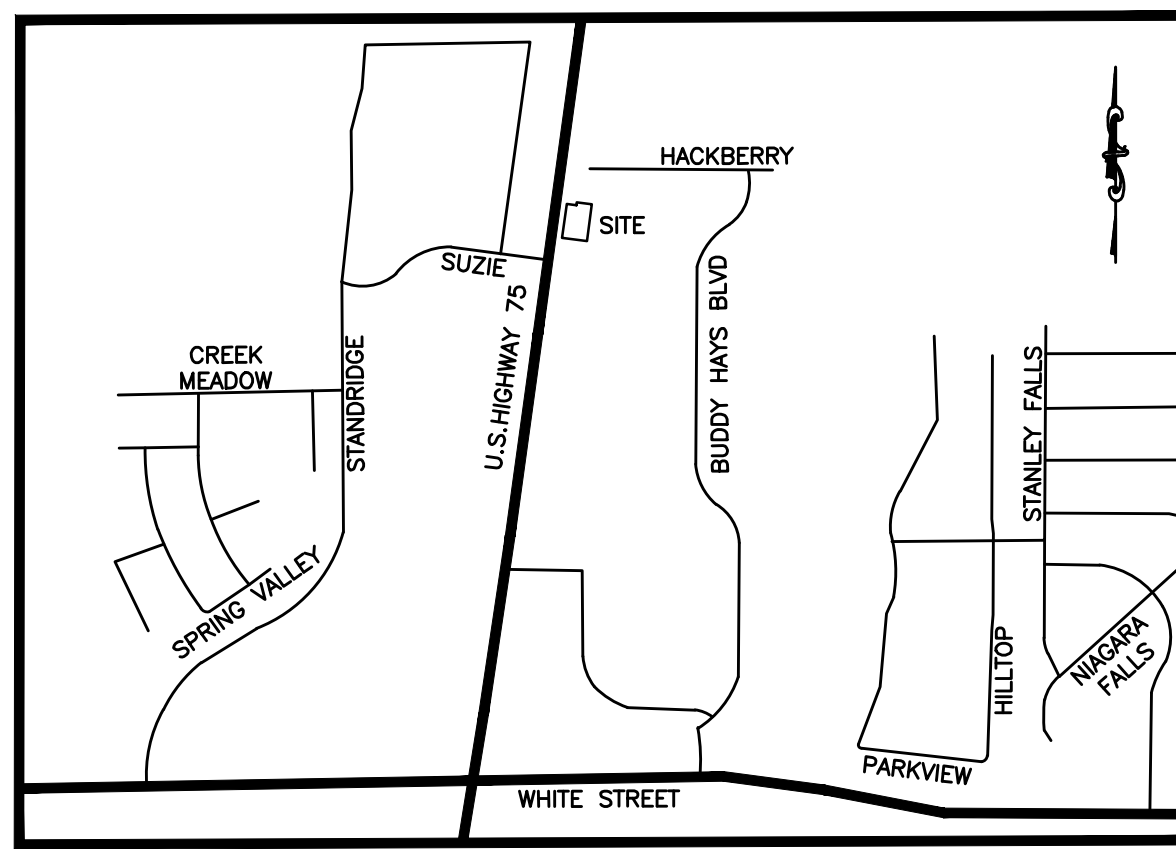 HACKBERRY
SITE
SUZIE
U.S.HIGHWAY 75
BUDDY HAYS BLVD
CREEK
MEADOW
STANDRIDGE
STANLEY FALLS
SPRING VALLEY
NIAGARA
FALLS
HILLTOP
PARKVIEW
WHITE STREET